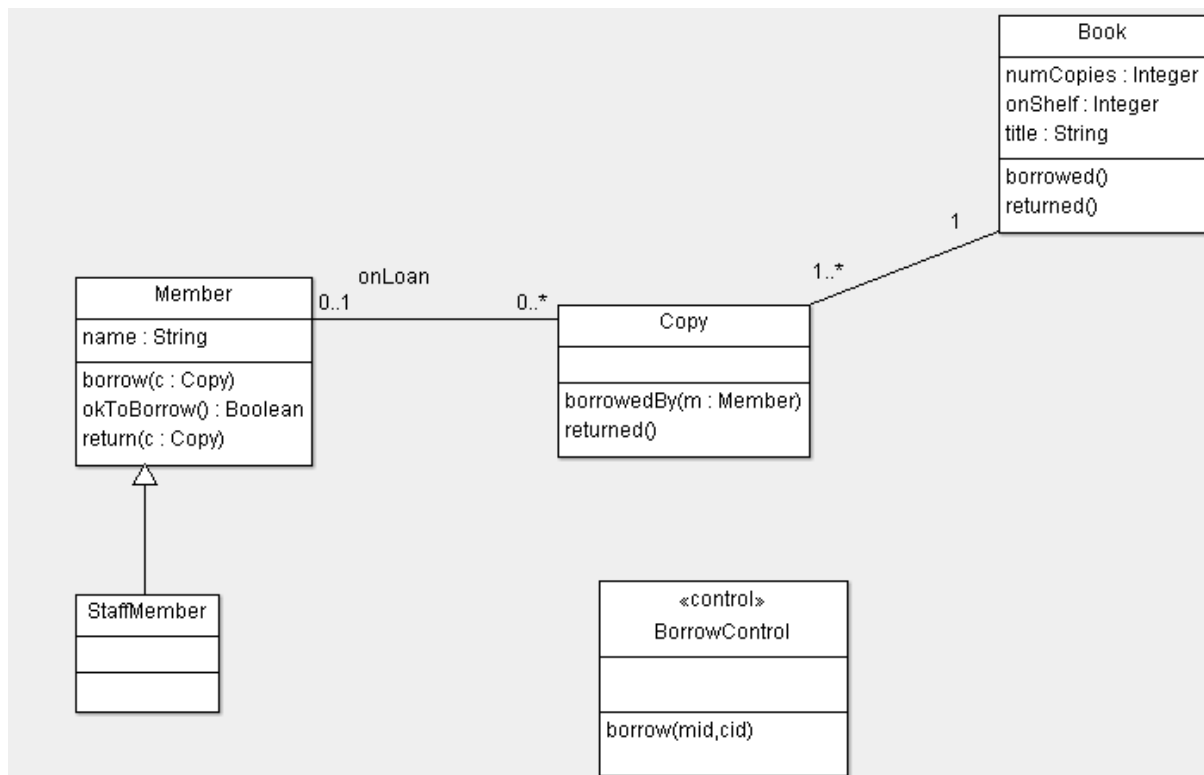 Book
numCopies : Integer
onShelf : Integer
title : String
borrowed()
returned()
1
1..*
onLoan
0..1
0..*
Member
name : String
borrow(c : Copy)
okToBorrow() : Boolean
return(c : Copy)
Copy
borrowedBy(m : Member)
returned()
StaffMember
«control»
BorrowControl
borrow(mid,cid)